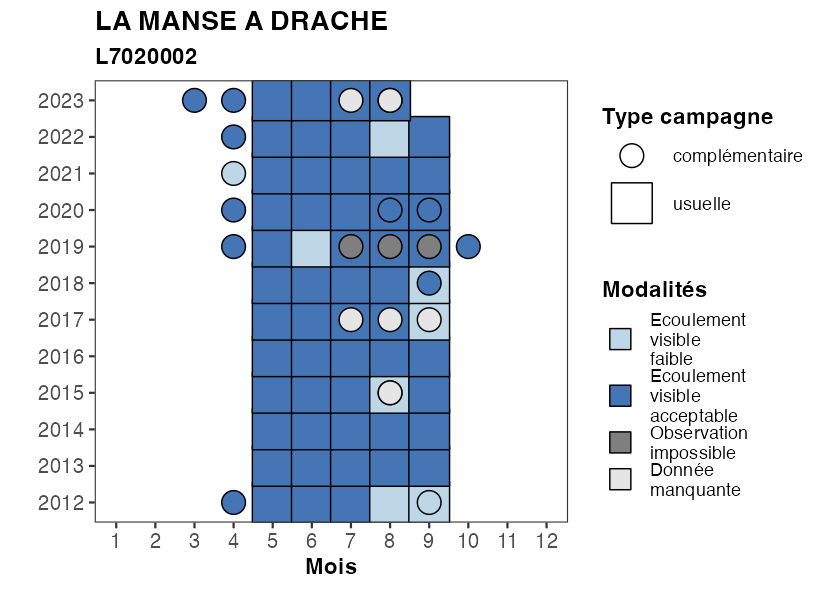 LA MANSE A DRACHE
L7020002
2023
2022
2021
2020
2019
2018
2017
2016
2015
2014
2013
2012
1 2 3 4 5 6 7 8 9 10 11 12
Mois
Type campagne
complémentaire
usuelle
Modalités
Ecoulement
visible
faible
Ecoulement
visible
acceptable
Observation
impossible
Donnée
manquante